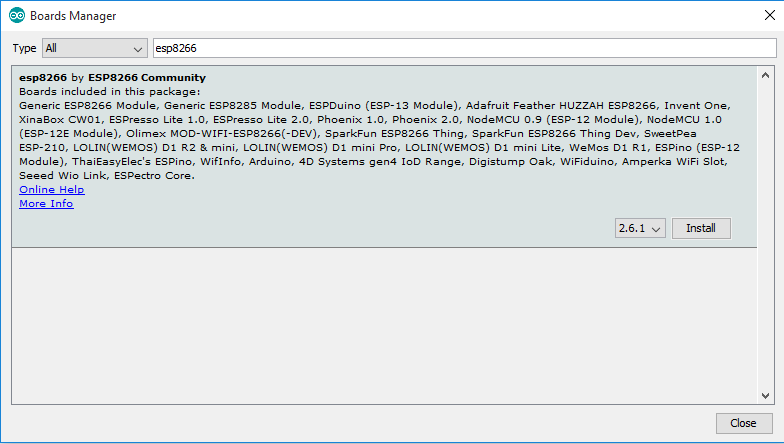 Boards Manager
Type All esp8266
esp8266 by ESP8266 Community
Boards included in this package:
Generic ESP8266 Module, Generic ESP8285 Module, ESPDuino (ESP-13 Module), Adafruit Feather HUZZAH ESP8266, Invent One,
XinaBox CW01, ESPresso Lite 1.0, ESPresso Lite 2.0, Phoenix 1.0, Phoenix 2.0, NodeMCU 0.9 (ESP-12 Module), NodeMCU 1.0
(ESP-12E Module), Olimex MOD-WIFI-ESP8266(-DEV), SparkFun ESP8266 Thing, SparkFun ESP8266 Thing Dev, SweetPea
ESP-210, LOLIN(WEMOS) D1 R2 & mini, LOLIN(WEMOS) D1 mini Pro, LOLIN(WEMOS) D1 mini Lite, WeMos D1 R1, ESPino (ESP-12
Module), ThaiEasyElec's ESPino, WifInfo, Arduino, 4D Systems gen4 IoD Range, Digistump Oak, WiFiduino, Amperka WiFi Slot,
Seeed Wio Link, ESPectro Core.
Online Help
More Info
2.6.1 Install
Close